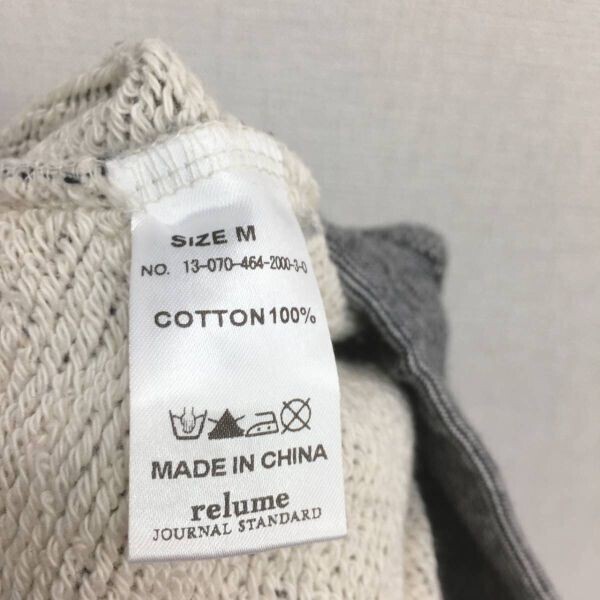 SIZE M
NO. 13-070-464-2000-3-0
COTTON 100%
MADE IN CHINA
relume
JOURNAL STANDARD